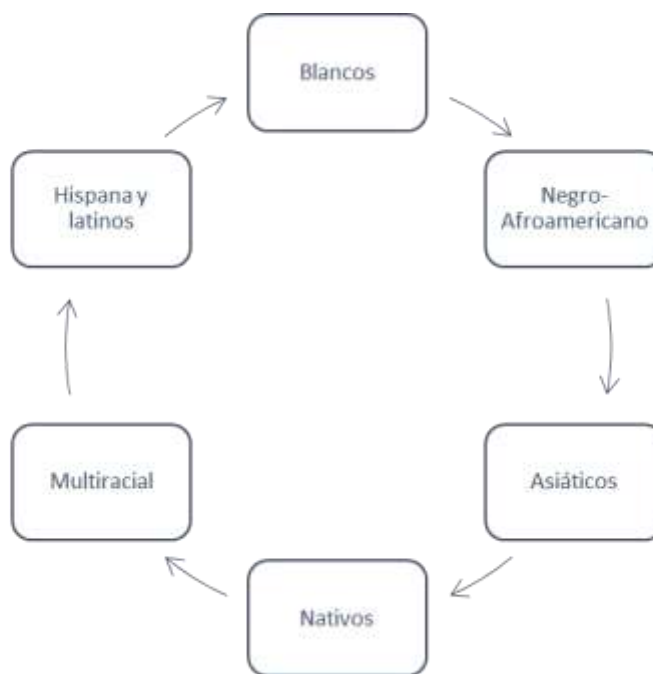 Blancos
Negro-
Afroamericano
Asiáticos
Nativos
Multiracial
Hispana y
latinos